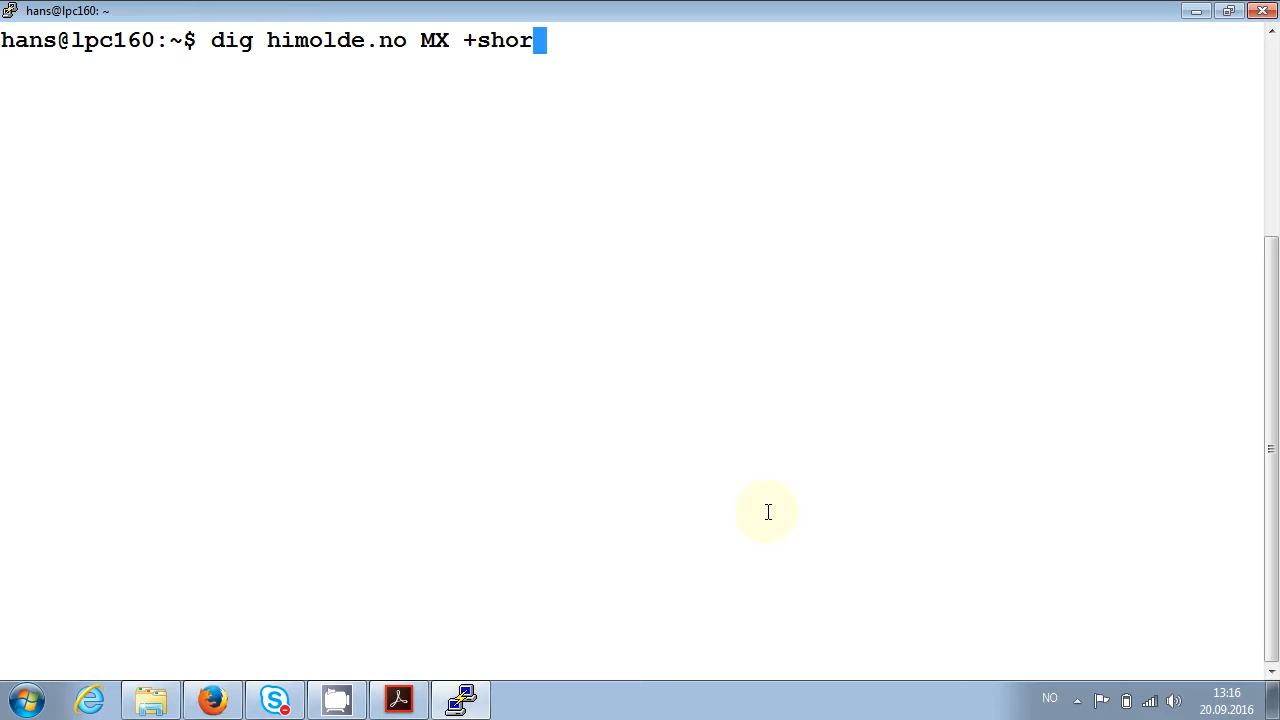 hans@lpc160: ~
hans@lpc160:~$ dig himolde.no MX +shor
NO
13:16
20.09.2016